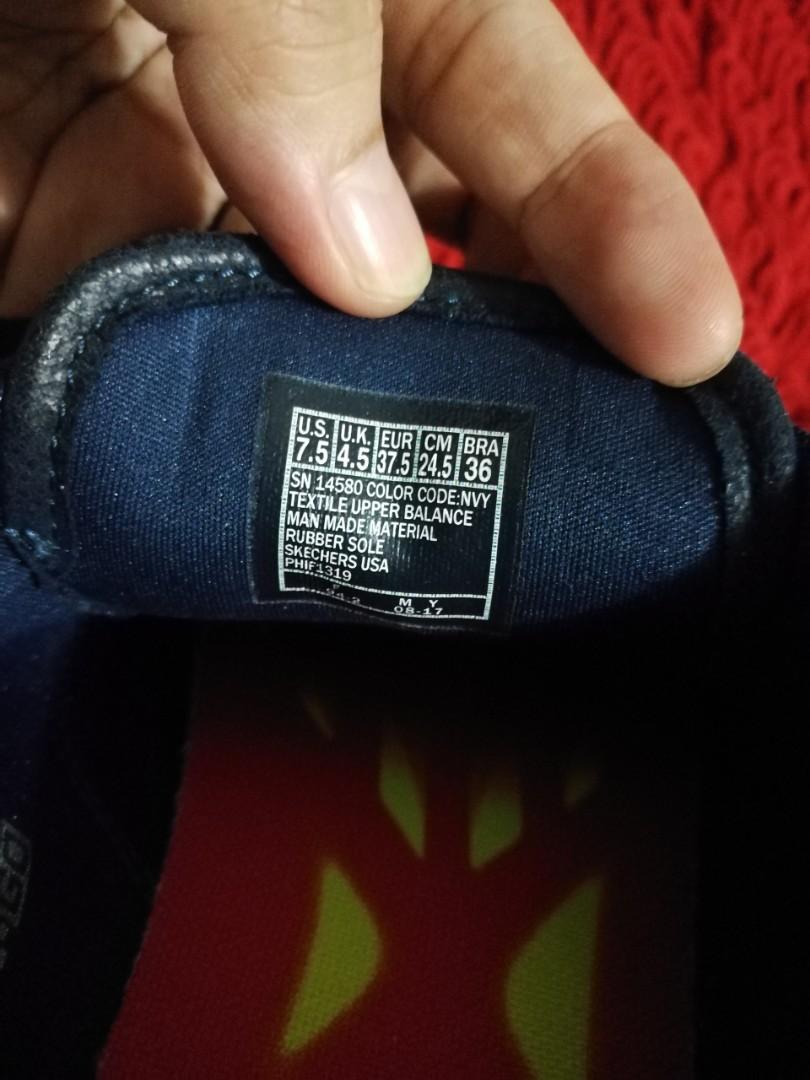 U.S. U.K. EUR CM BRA
7.5 4.5 37.5 24.5 36
SN 14580 COLOR CODE:NVY
TEXTILE UPPER BALANCE
MAN MADE MATERIAL
RUBBER SOLE
SKECHERS USA
PHIF1319
M Y
08-17